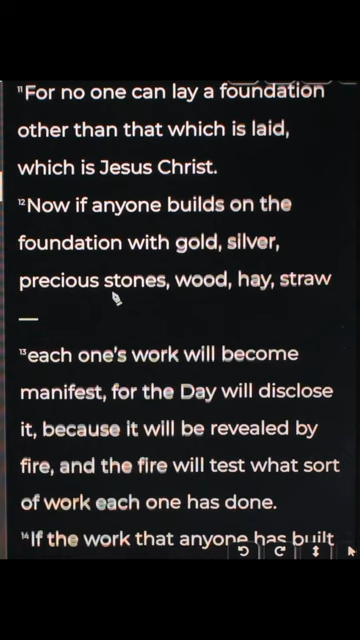 ¹¹For no one can lay a foundation
other than that which is laid,
which is Jesus Christ.
¹²Now if anyone builds on the
foundation with gold, silver,
precious stones, wood, hay, straw
—
¹³each one's work will become
manifest, for the Day will disclose
it, because it will be revealed by
fire, and the fire will test what sort
of work each one has done.
¹⁴If the work that anyone has built